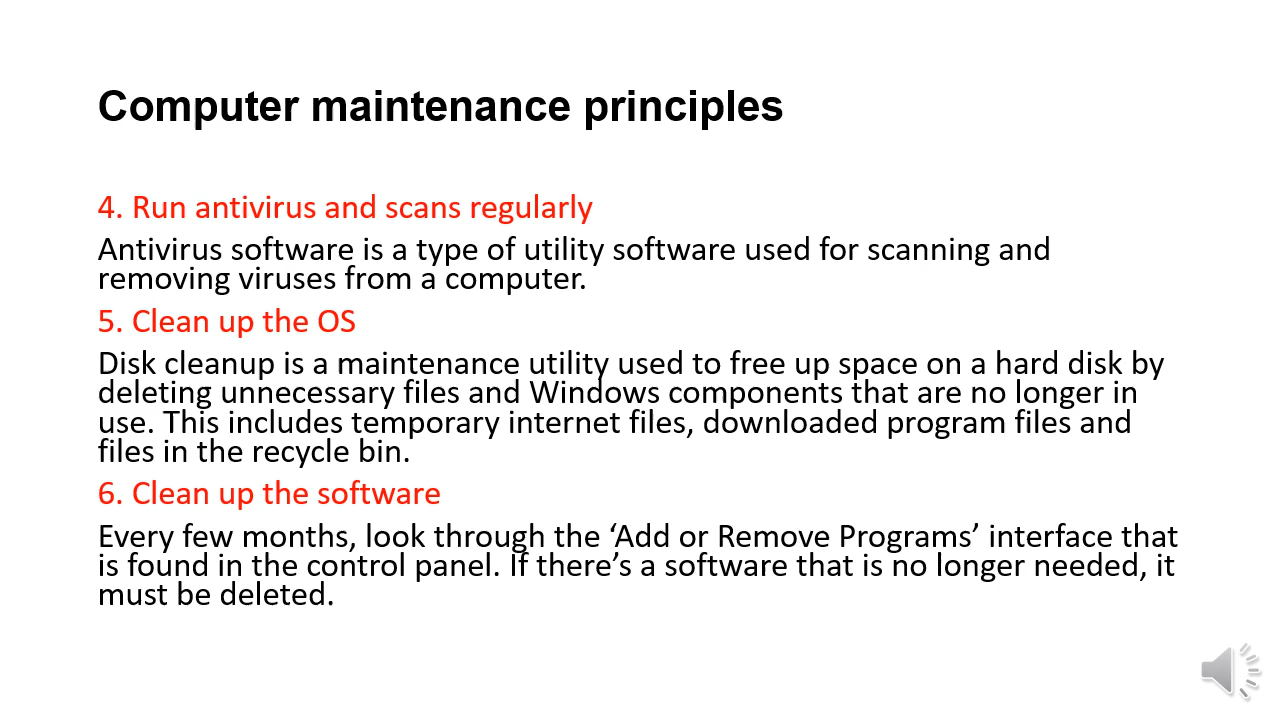 Computer maintenance principles
4. Run antivirus and scans regularly
Antivirus software is a type of utility software used for scanning and
removing viruses from a computer.
5. Clean up the OS
Disk cleanup is a maintenance utility used to free up space on a hard disk by
deleting unnecessary files and Windows components that are no longer in
use. This includes temporary internet files, downloaded program files and
files in the recycle bin.
6. Clean up the software
Every few months, look through the ‘Add or Remove Programs’ interface that
is found in the control panel. If there’s a software that is no longer needed, it
must be deleted.